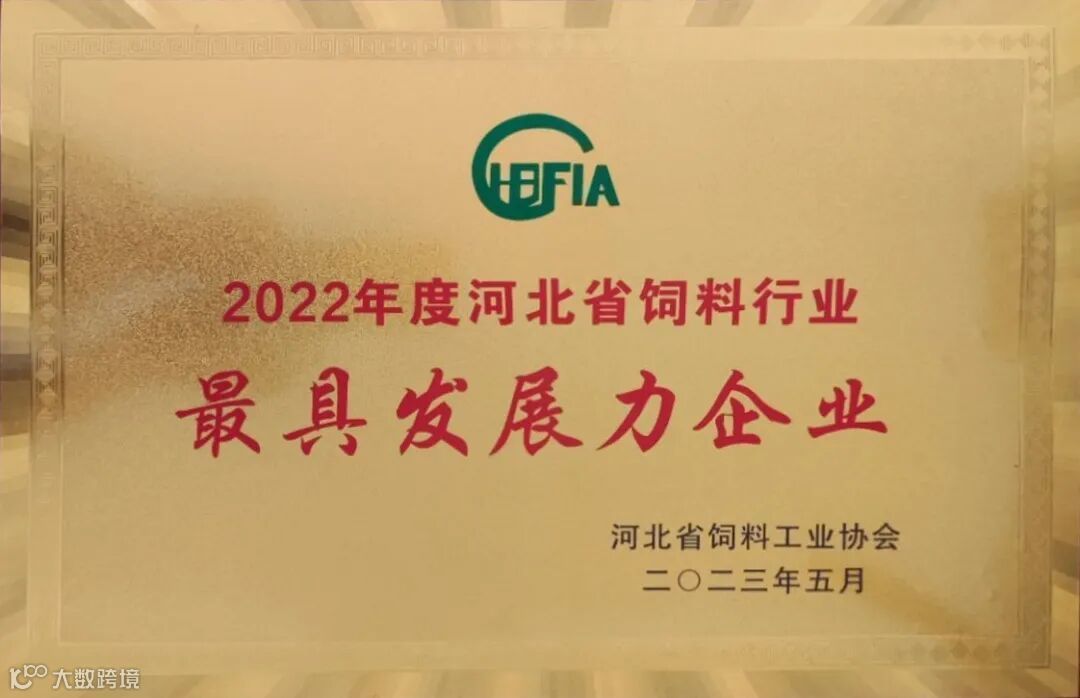 HBFIA
2022年度河北省饲料行业
最具发展力企业
河北省饲料工业协会
二〇二三年五月
大数跨境